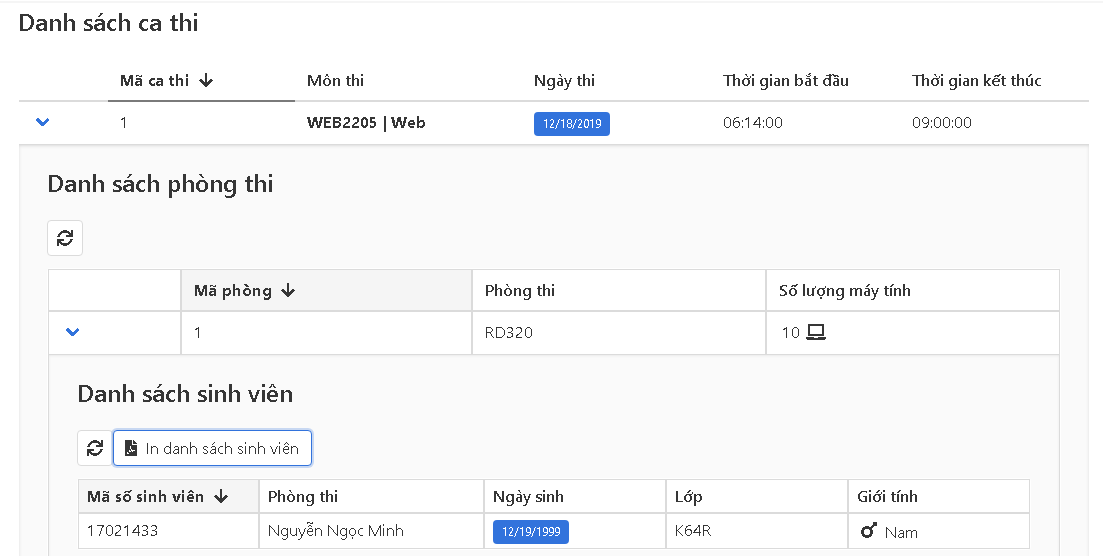 Danh sách ca thi
Mã ca thi Môn thi Ngày thi Thời gian bắt đầu Thời gian kết thúc
1 WEB2205 | Web 12/18/2019 06:14:00 09:00:00
Danh sách phòng thi
Mã phòng Phòng thi Số lượng máy tính
1 RD320 10
Danh sách sinh viên
In danh sách sinh viên
Mã số sinh viên Phòng thi Ngày sinh Lớp Giới tính
17021433 Nguyễn Ngọc Minh 12/19/1999 K64R Nam